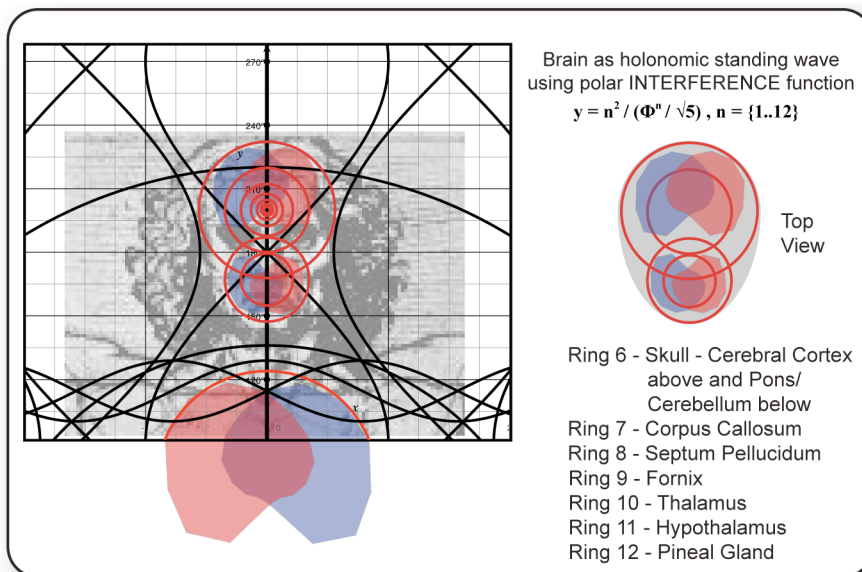 Brain as holonomic standing wave
using polar INTERFERENCE function
y = n² / (Φⁿ / √5) , n = {1..12}
270°
240°
y
210°
180°
150°
120°
x
0
2
Top
View
Ring 6 - Skull - Cerebral Cortex
above and Pons/
Cerebellum below
Ring 7 - Corpus Callosum
Ring 8 - Septum Pellucidum
Ring 9 - Fornix
Ring 10 - Thalamus
Ring 11 - Hypothalamus
Ring 12 - Pineal Gland